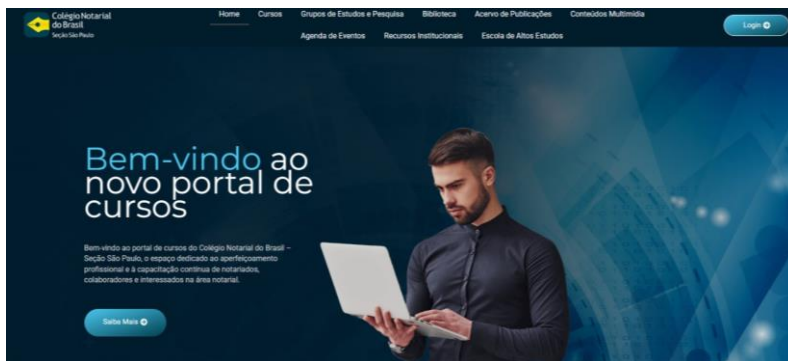 Colégio Notarial
do Brasil
Seção São Paulo
Home Cursos Grupos de Estudos e Pesquisa Biblioteca Acervo de Publicações Conteúdos Multimídia
Agenda de Eventos Recursos Institucionais Escola de Altos Estudos
Login
Bem-vindo ao
novo portal de
cursos
Bem-vindo ao portal de cursos do Colégio Notarial do Brasil –
Seção São Paulo, o espaço dedicado ao aperfeiçoamento
profissional e à capacitação contínua de notariados,
colaboradores e interessados na área notarial.
Saiba Mais